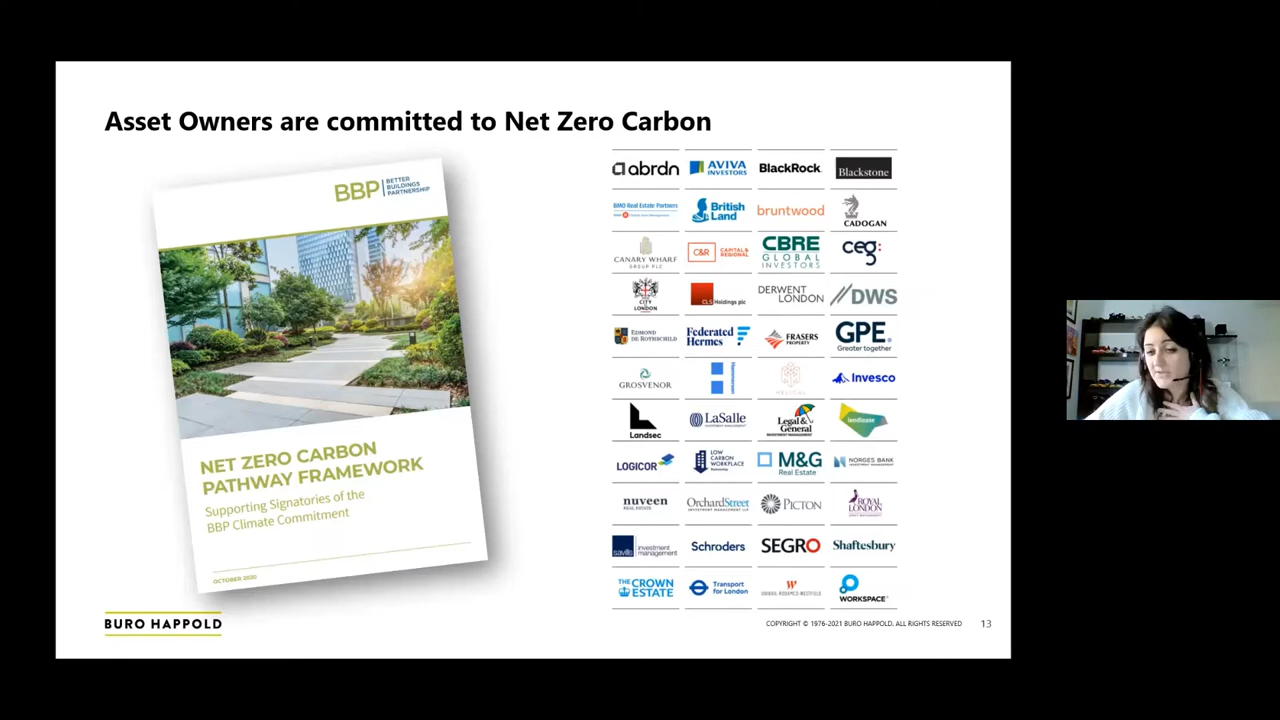 Asset Owners are committed to Net Zero Carbon
BBP BETTER
BUILDINGS
PARTNERSHIP
NET ZERO CARBON
PATHWAY FRAMEWORK
Supporting Signatories of the
BBP Climate Commitment
OCTOBER 2020
abrdn
AVIVA
INVESTORS
BlackRock
Blackstone
BMO Real Estate Partners
British
Land
bruntwood
CADOGAN
CANARY WHARF
GROUP PLC
C&R CAPITAL &
REGIONAL
CBRE
GLOBAL
INVESTORS
ceg:
CITY
OF
LONDON
CLS Holdings plc
DERWENT
LONDON
DWS
EDMOND
DE ROTHSCHILD
Federated
Hermes
FRASERS
PROPERTY
GPE.
Greater together
GROSVENOR
Hammerson
HELICAL
Invesco
Landsec
LaSalle
INVESTMENT MANAGEMENT
Legal &
General
INVESTMENT MANAGEMENT
lendlease
LOGICOR
LOW
CARBON
WORKPLACE
M&G
Real Estate
NORGES BANK
INVESTMENT MANAGEMENT
nuveen
REAL ESTATE
OrchardStreet
INVESTMENT MANAGEMENT LLP
PICTON
ROYAL
LONDON
savills investment
management
Schroders
SEGRO
Shaftesbury
THE CROWN
ESTATE
Transport
for London
UNIBAIL-RODAMCO-WESTFIELD
WORKSPACE
BURO HAPPOLD
COPYRIGHT © 1976-2021 BURO HAPPOLD. ALL RIGHTS RESERVED
13